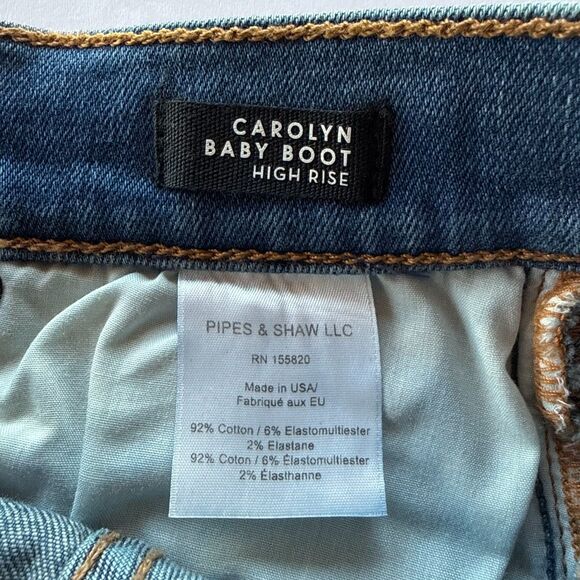 CAROLYN
BABY BOOT
HIGH RISE
PIPES & SHAW LLC
RN 155820
Made in USA/
Fabriqué aux EU
92% Cotton / 6% Elastomultiester
2% Elastane
92% Coton / 6% Élastomultiester
2% Élasthanne